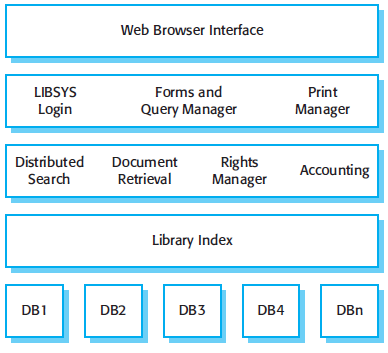 Web Browser Interface
LIBSYS Login
Forms and Query Manager
Print Manager
Distributed Search
Document Retrieval
Rights Manager
Accounting
Library Index
DB1
DB2
DB3
DB4
DBn